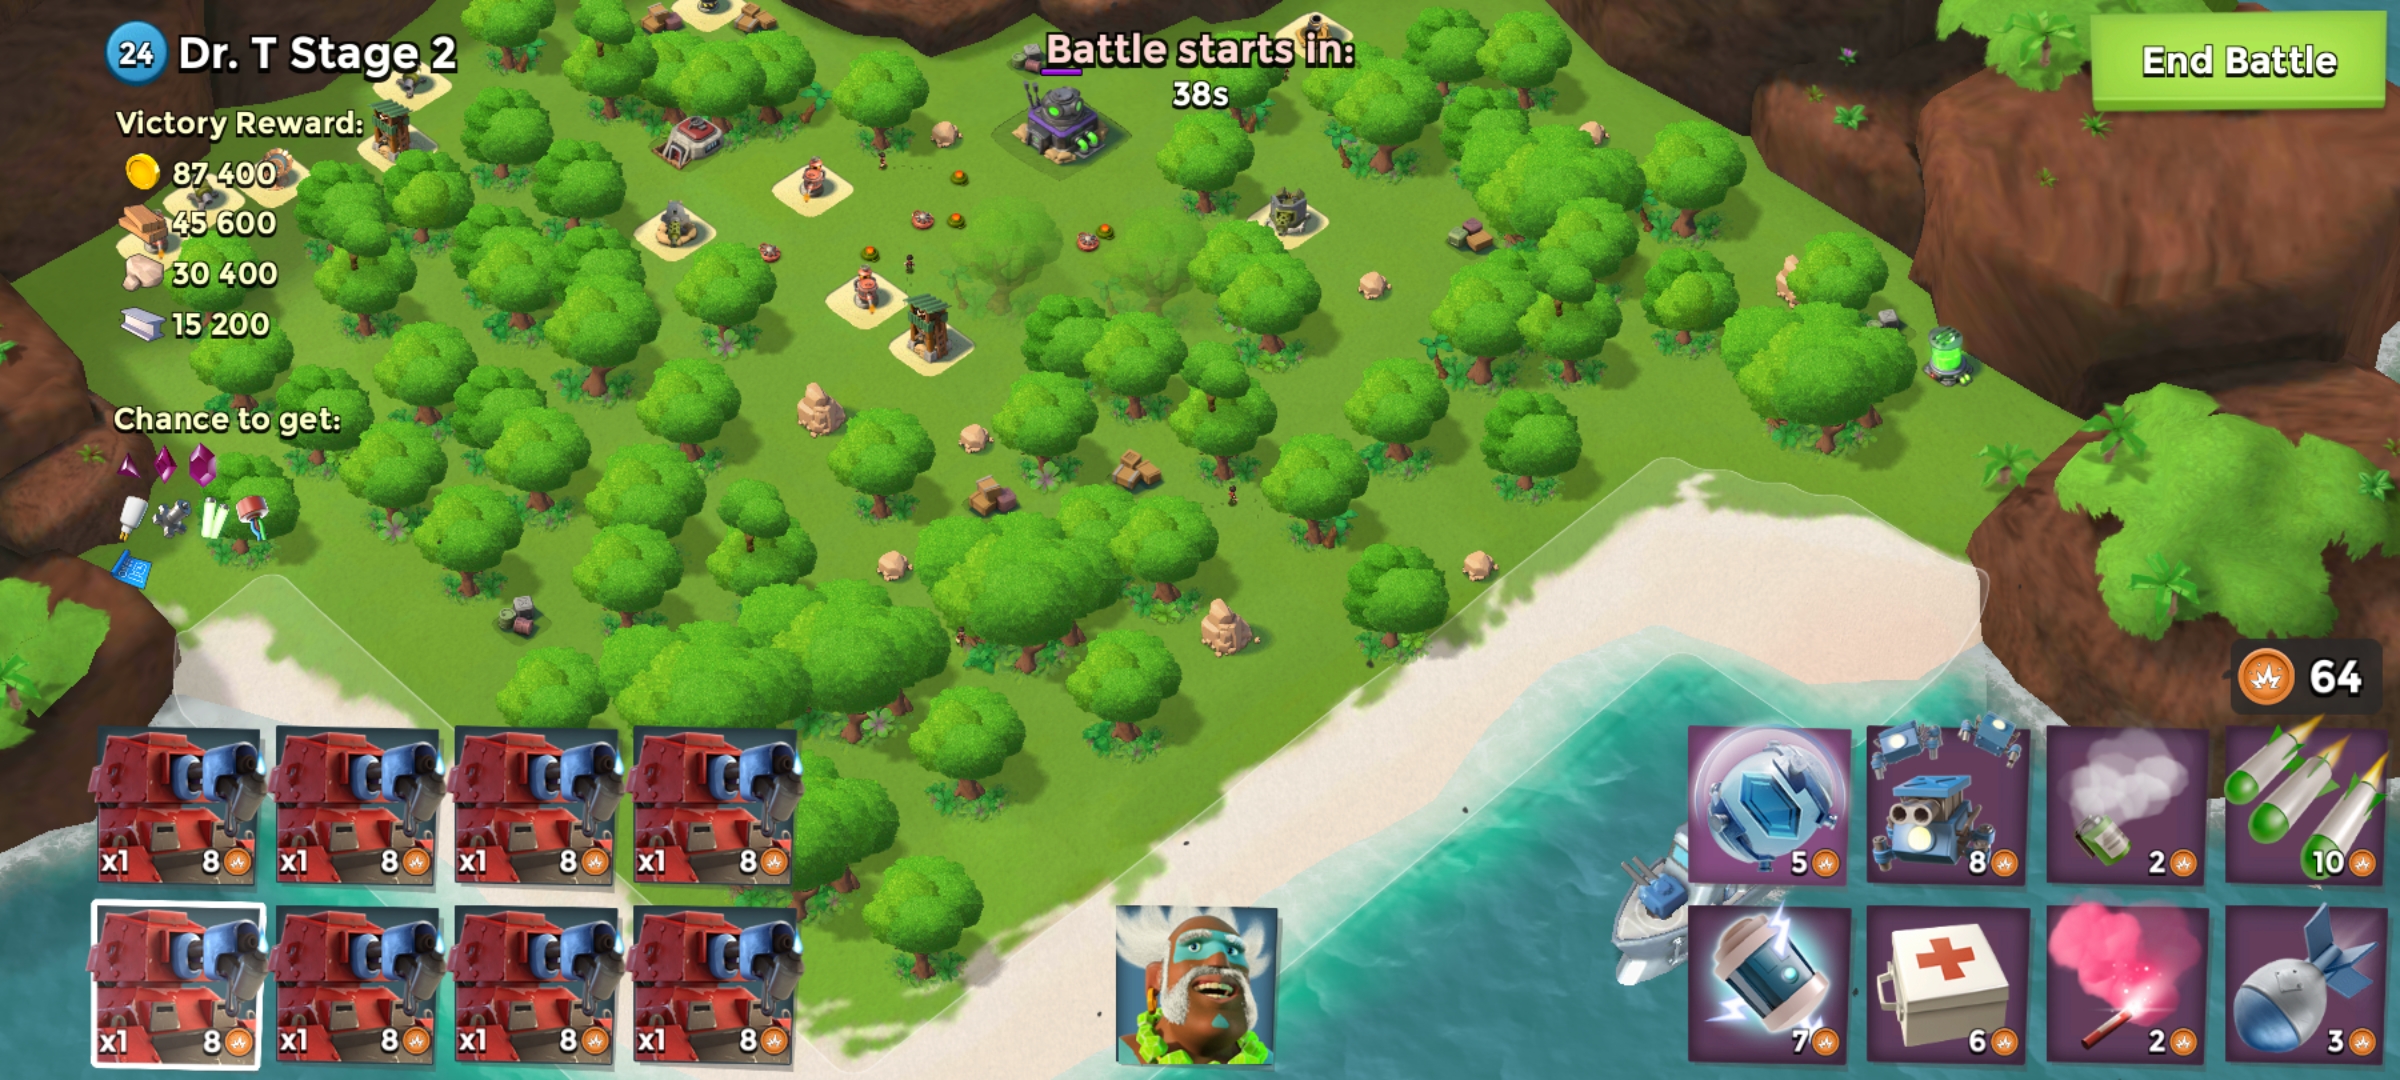 24 Dr. T Stage 2
Battle starts in:
38s
End Battle
Victory Reward:
87 400
45 600
30 400
15 200
Chance to get:
64
x1 8 x1 8 x1 8 x1 8
5 8 2 10
x1 8 x1 8 x1 8 x1 8
7 6 2 3